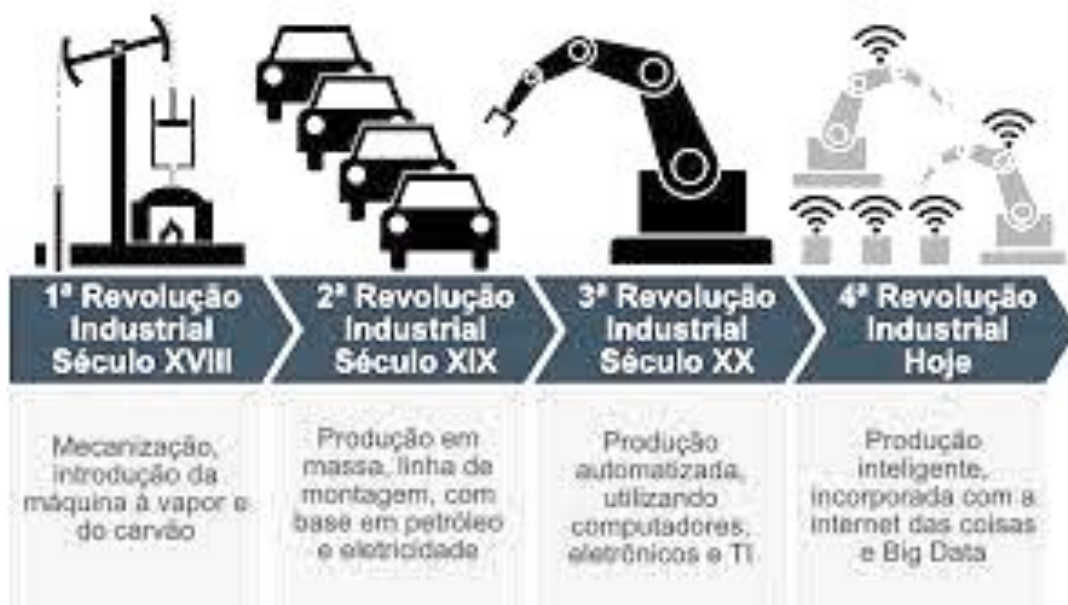 1ª Revolução
Industrial
Século XVIII
2ª Revolução
Industrial
Século XIX
3ª Revolução
Industrial
Século XX
4ª Revolução
Industrial
Hoje
Mecanização,
introdução da
máquina à vapor e
do carvão
Produção em
massa, linha de
montagem, com
base em petróleo
e eletricidade
Produção
automatizada,
utilizando
computadores,
eletrônicos e TI
Produção
inteligente,
incorporada com a
internet das coisas
e Big Data